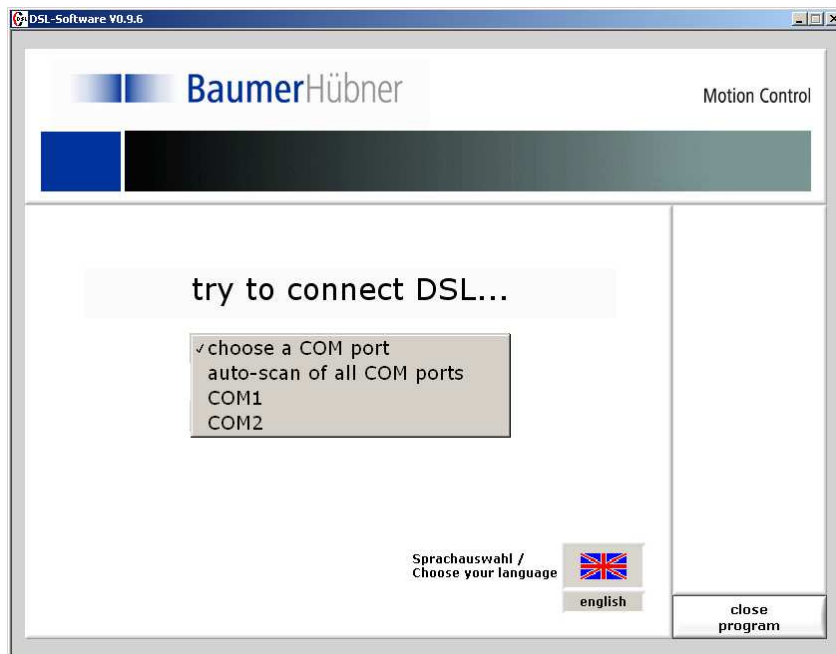 DSL-Software V0.9.6
BaumerHübner
Motion Control
try to connect DSL...
✓choose a COM port
auto-scan of all COM ports
COM1
COM2
Sprachauswahl /
Choose your language
english
close
program